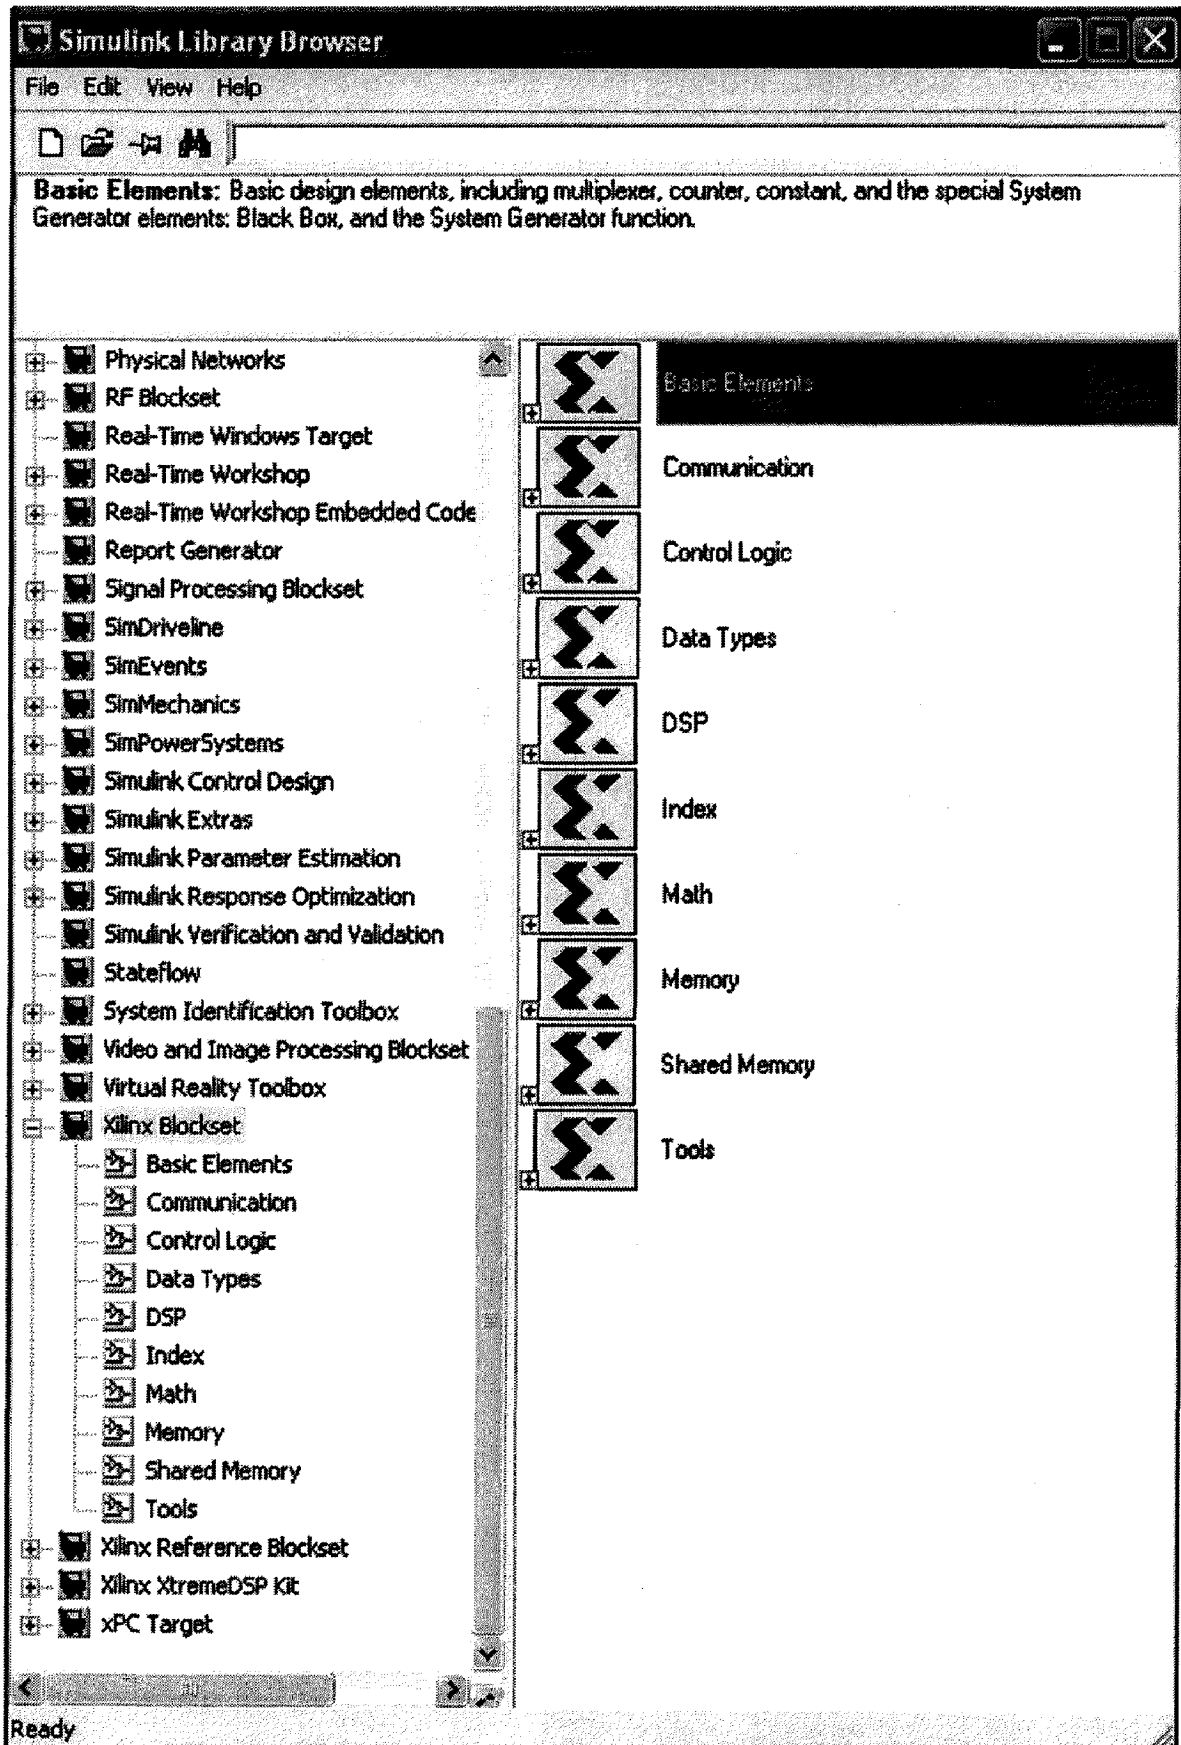 Simulink Library Browser
File Edit View Help
Basic Elements: Basic design elements, including multiplexer, counter, constant, and the special System
Generator elements: Black Box, and the System Generator function.
Physical Networks
RF Blockset
Real-Time Windows Target
Real-Time Workshop
Real-Time Workshop Embedded Code
Report Generator
Signal Processing Blockset
SimDriveline
SimEvents
SimMechanics
SimPowerSystems
Simulink Control Design
Simulink Extras
Simulink Parameter Estimation
Simulink Response Optimization
Simulink Verification and Validation
Stateflow
System Identification Toolbox
Video and Image Processing Blockset
Virtual Reality Toolbox
Xilinx Blockset
Basic Elements
Communication
Control Logic
Data Types
DSP
Index
Math
Memory
Shared Memory
Tools
Xilinx Reference Blockset
Xilinx XtremeDSP Kit
xPC Target
Basic Elements
Communication
Control Logic
Data Types
DSP
Index
Math
Memory
Shared Memory
Tools
Ready